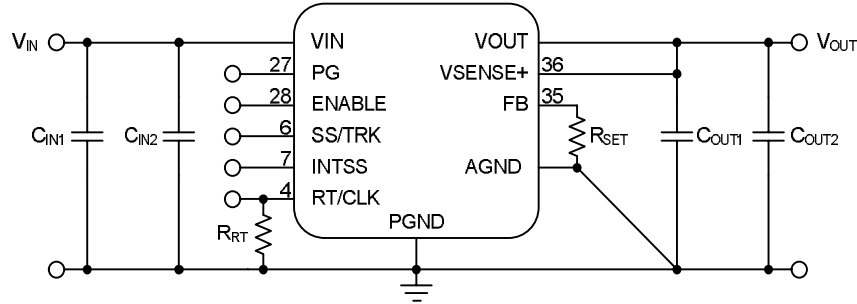 VIN VIN VOUT VOUT
27 PG VSENSE+ 36
28 ENABLE FB 35
CIN1 CIN2 6 SS/TRK RSET COUT1 COUT2
7 INTSS AGND
4 RT/CLK
RRT PGND